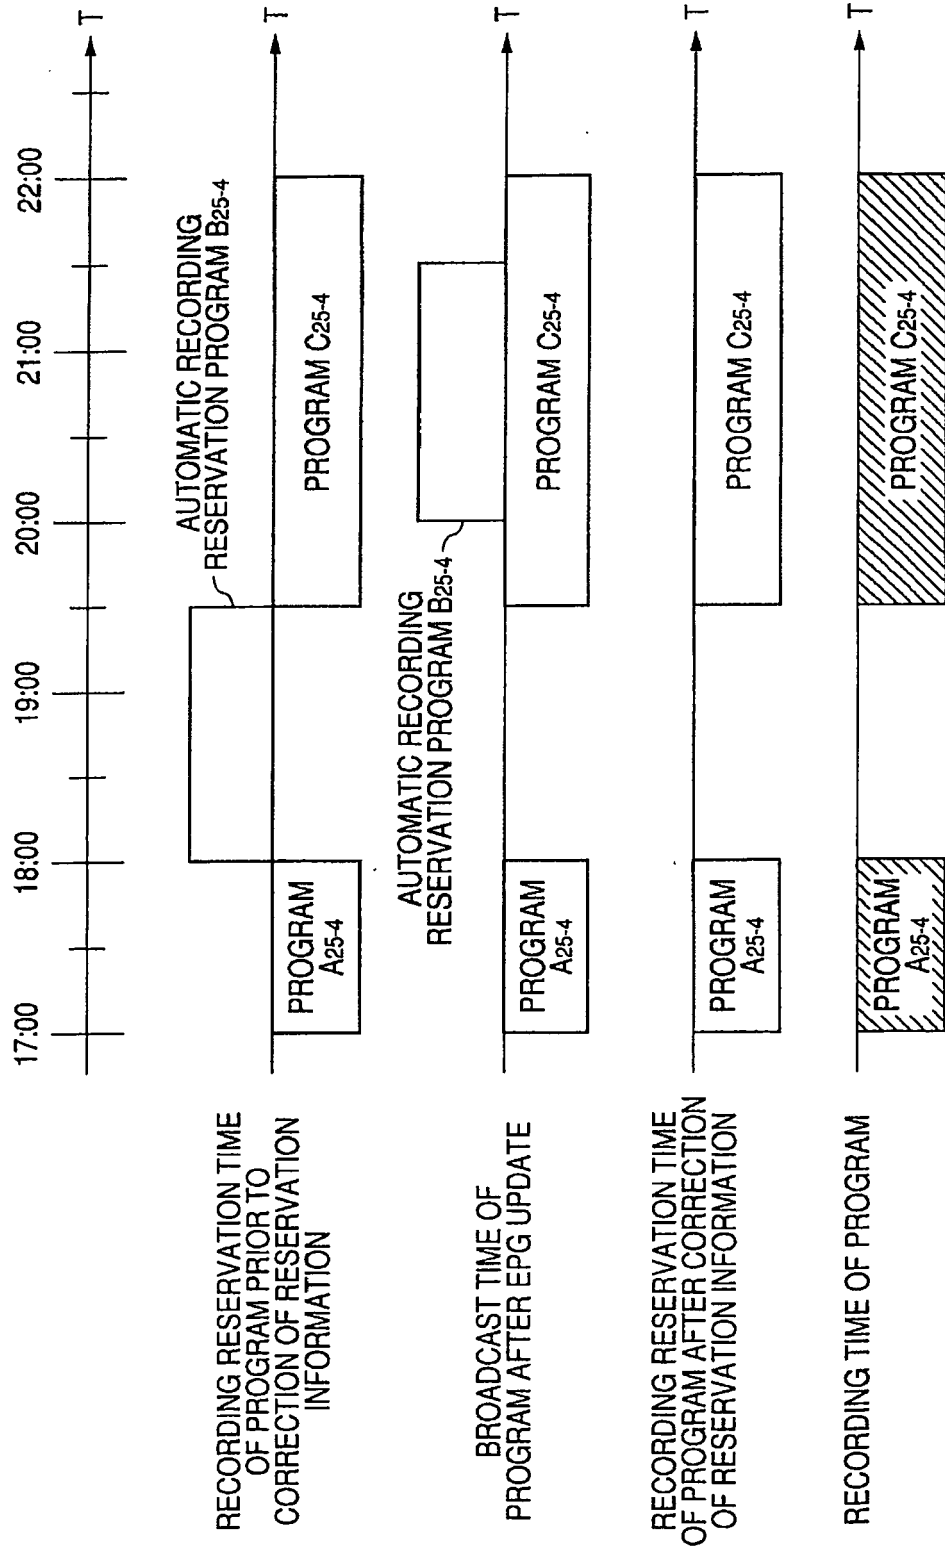 17:00 18:00 19:00 20:00 21:00 22:00 T
RECORDING RESERVATION TIME
OF PROGRAM PRIOR TO
CORRECTION OF RESERVATION
INFORMATION
AUTOMATIC RECORDING
RESERVATION PROGRAM B25-4
PROGRAM
A25-4
PROGRAM C25-4
T
BROADCAST TIME OF
PROGRAM AFTER EPG UPDATE
AUTOMATIC RECORDING
RESERVATION PROGRAM B25-4
PROGRAM
A25-4
PROGRAM C25-4
T
RECORDING RESERVATION TIME
OF PROGRAM AFTER CORRECTION
OF RESERVATION INFORMATION
PROGRAM
A25-4
PROGRAM C25-4
T
RECORDING TIME OF PROGRAM
PROGRAM
A25-4
PROGRAM C25-4
T